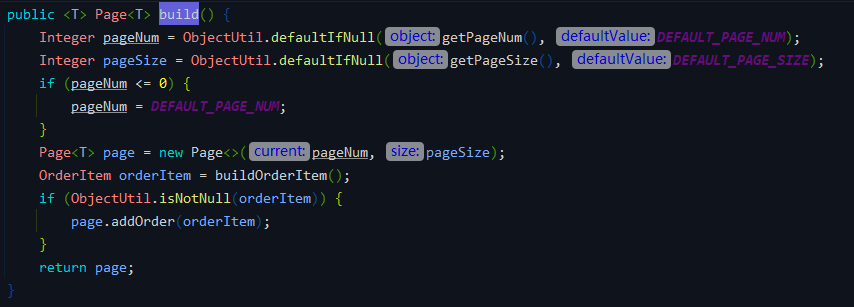 public <T> Page<T> build() {
    Integer pageNum = ObjectUtil.defaultIfNull( object: getPageNum(), defaultValue: DEFAULT_PAGE_NUM);
    Integer pageSize = ObjectUtil.defaultIfNull( object: getPageSize(), defaultValue: DEFAULT_PAGE_SIZE);
    if (pageNum <= 0) {
        pageNum = DEFAULT_PAGE_NUM;
    }
    Page<T> page = new Page<>( current: pageNum, size: pageSize);
    OrderItem orderItem = buildOrderItem();
    if (ObjectUtil.isNotNull(orderItem)) {
        page.addOrder(orderItem);
    }
    return page;
}